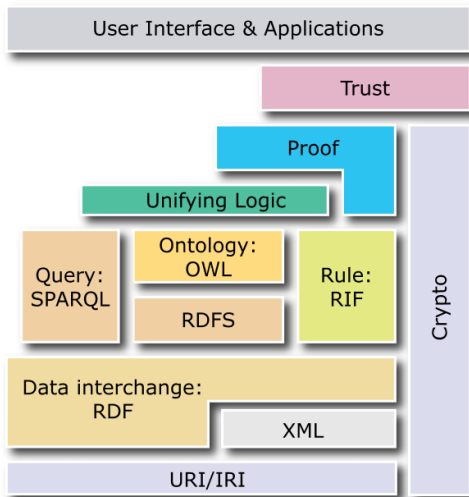 User Interface & Applications
Trust
Proof
Unifying Logic
Query:
SPARQL
Ontology:
OWL
RDFS
Rule:
RIF
Crypto
Data interchange:
RDF
XML
URI/IRI